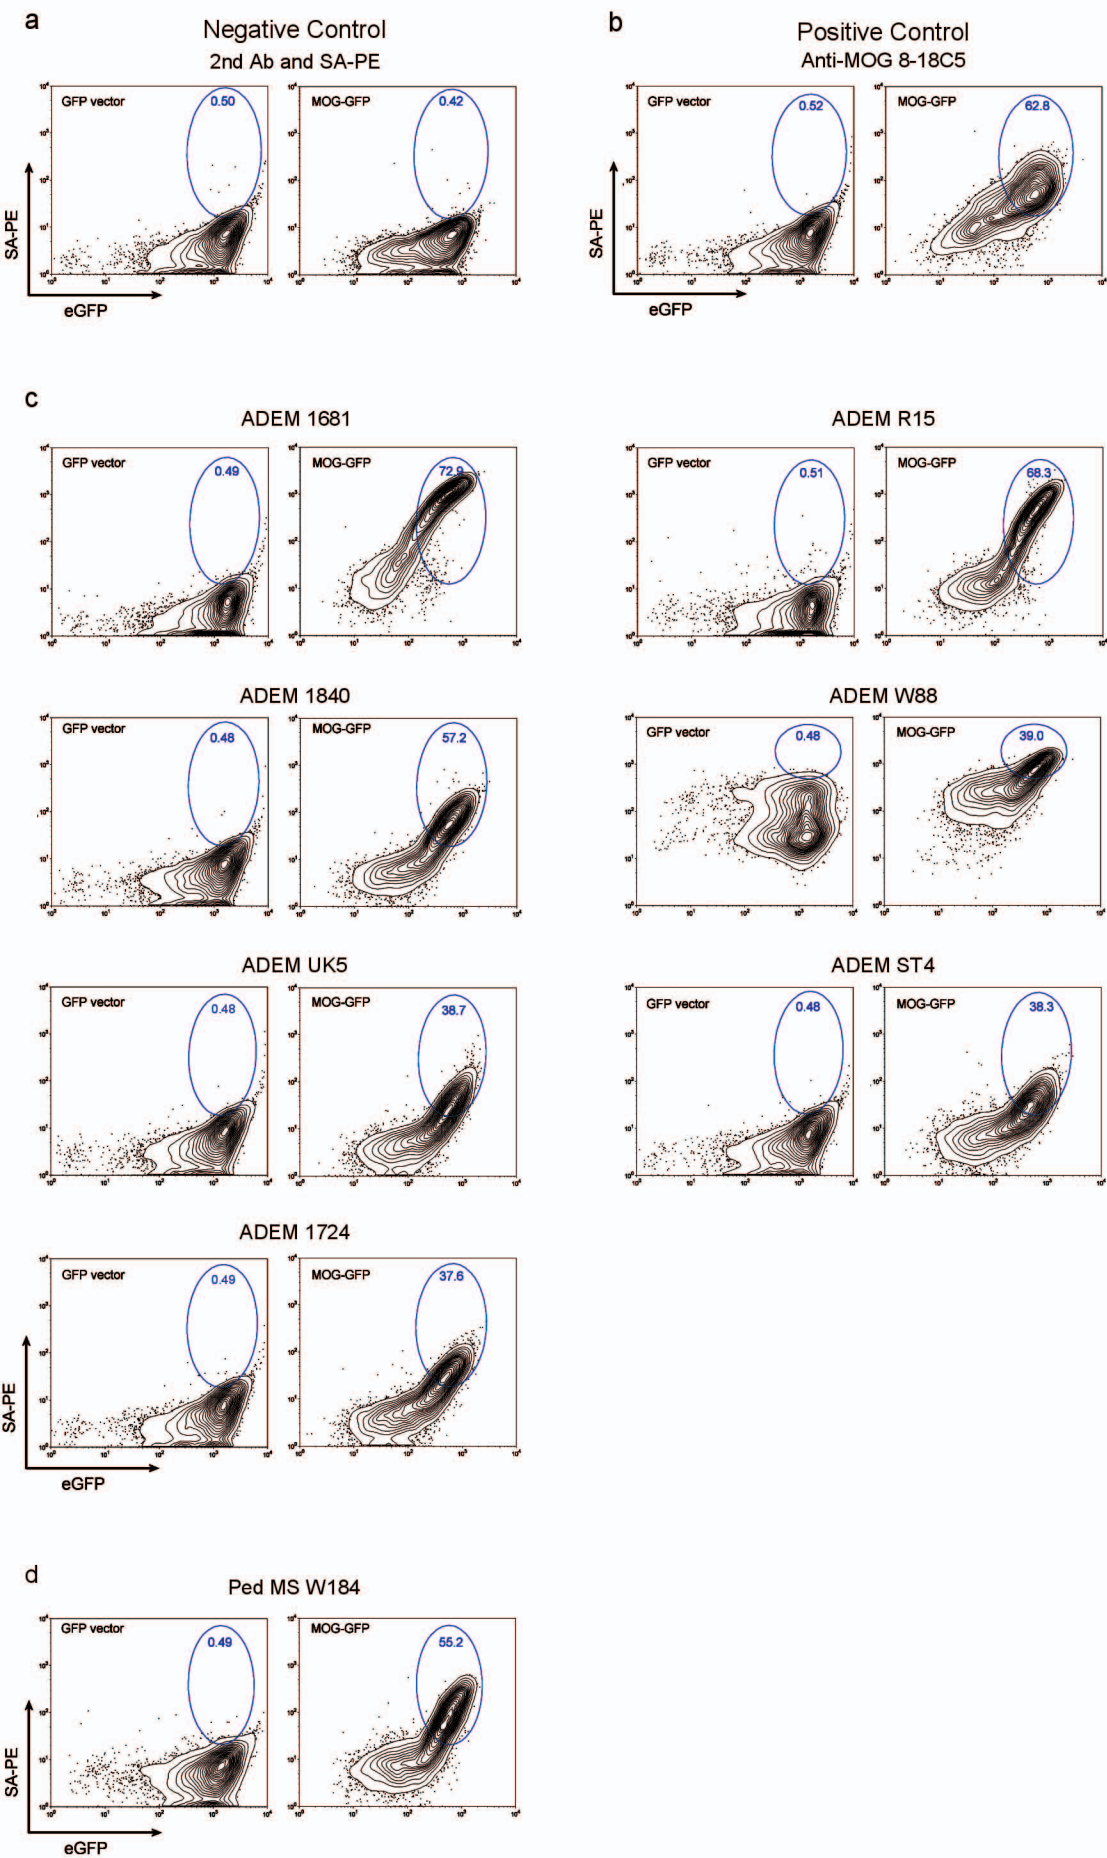 a
Negative Control
2nd Ab and SA-PE
GFP vector
0.50
MOG-GFP
0.42
SA-PE
eGFP
b
Positive Control
Anti-MOG 8-18C5
GFP vector
0.52
MOG-GFP
62.8
SA-PE
eGFP
c
ADEM 1681
GFP vector
0.49
MOG-GFP
72.9
ADEM R15
GFP vector
0.51
MOG-GFP
68.3
ADEM 1840
GFP vector
0.48
MOG-GFP
57.2
ADEM W88
GFP vector
0.48
MOG-GFP
39.0
ADEM UK5
GFP vector
0.48
MOG-GFP
38.7
ADEM ST4
GFP vector
0.48
MOG-GFP
38.3
ADEM 1724
GFP vector
0.49
MOG-GFP
37.6
SA-PE
eGFP
d
Ped MS W184
GFP vector
0.49
MOG-GFP
55.2
SA-PE
eGFP